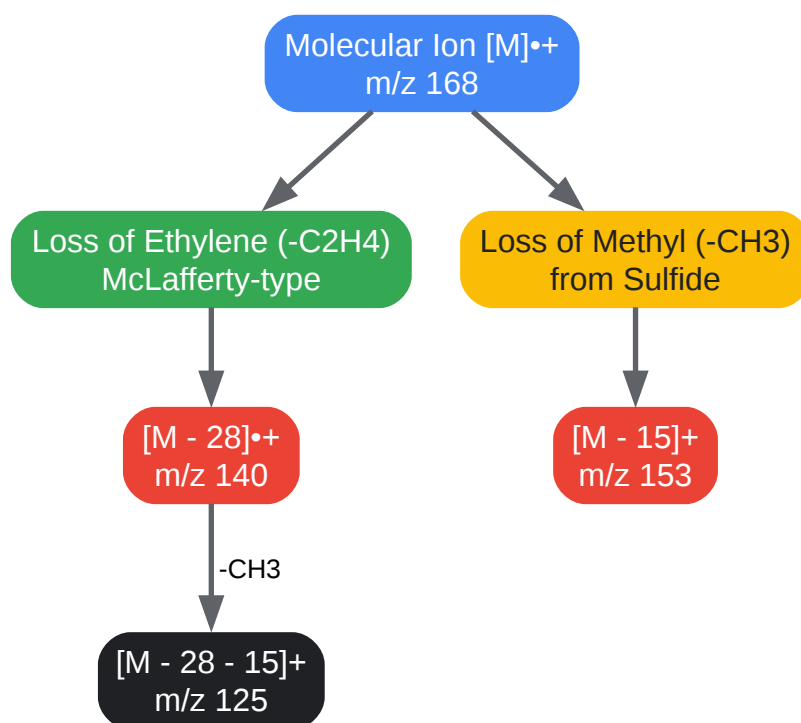 Molecular Ion [M]•+
m/z 168
Loss of Ethylene (-C2H4)
McLafferty-type
Loss of Methyl (-CH3)
from Sulfide
[M - 28]•+
m/z 140
[M - 15]+
m/z 153
-CH3
[M - 28 - 15]+
m/z 125